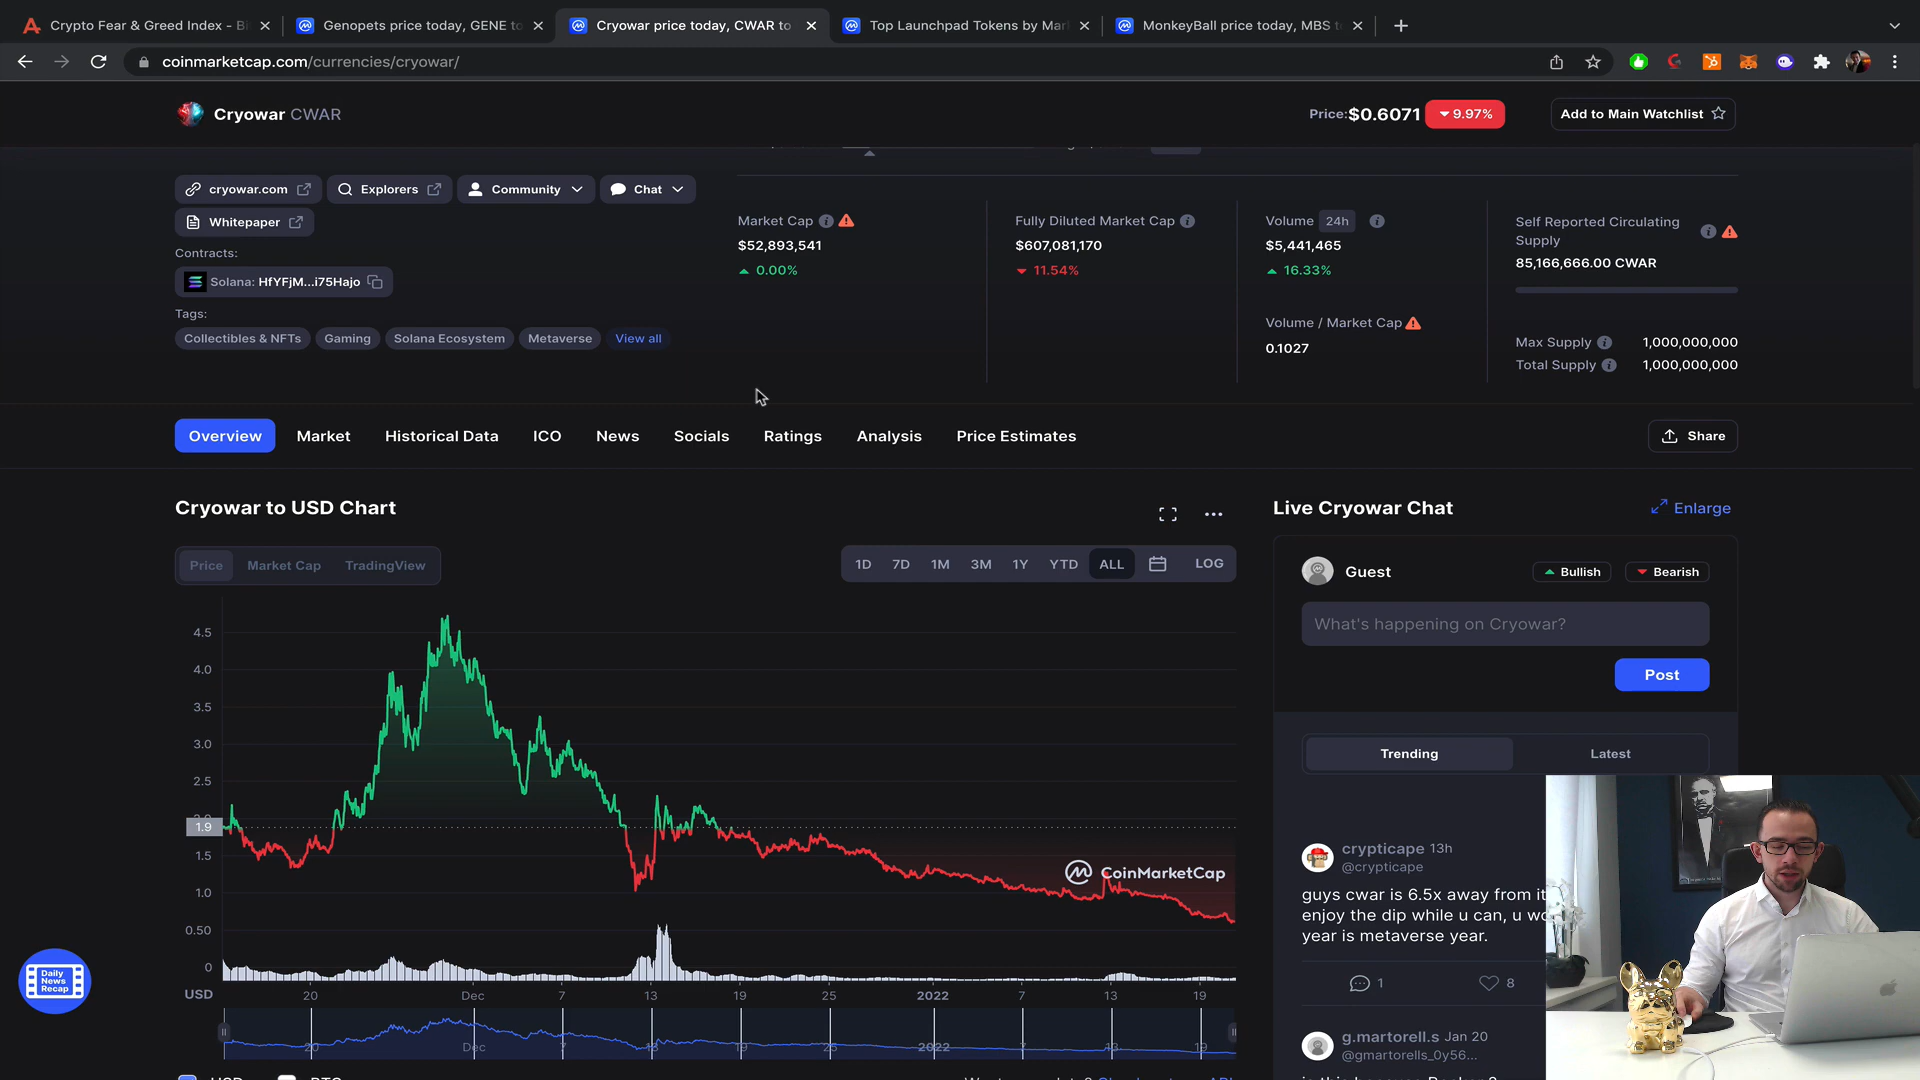 Crypto Fear & Greed Index - Bi
Genopets price today, GENE to
Cryowar price today, CWAR to
Top Launchpad Tokens by Mar
MonkeyBall price today, MBS t
coinmarketcap.com/currencies/cryowar/
Cryowar CWAR
Price:$0.6071
9.97%
Add to Main Watchlist
cryowar.com
Explorers
Community
Chat
Whitepaper
Contracts:
Solana: HfYFjM...i75Hajo
Tags:
Collectibles & NFTs
Gaming
Solana Ecosystem
Metaverse
View all
Market Cap
$52,893,541
0.00%
Fully Diluted Market Cap
$607,081,170
11.54%
Volume 24h
$5,441,465
16.33%
Volume / Market Cap
0.1027
Self Reported Circulating
Supply
85,166,666.00 CWAR
Max Supply 1,000,000,000
Total Supply 1,000,000,000
Overview
Market
Historical Data
ICO
News
Socials
Ratings
Analysis
Price Estimates
Share
Cryowar to USD Chart
Price
Market Cap
TradingView
1D
7D
1M
3M
1Y
YTD
ALL
LOG
4.5
4.0
3.5
3.0
2.5
1.9
1.5
1.0
0.50
0
USD
20
Dec
7
13
19
25
2022
7
13
19
CoinMarketCap
20
Dec
7
13
19
25
2022
7
13
19
Live Cryowar Chat
Enlarge
Guest
Bullish
Bearish
What's happening on Cryowar?
Post
Trending
Latest
crypticape 13h
@crypticape
guys cwar is 6.5x away from it
enjoy the dip while u can, u wo
year is metaverse year.
1
8
g.martorell.s Jan 20
@gmartorells_0y56...
Daily
News
Recap